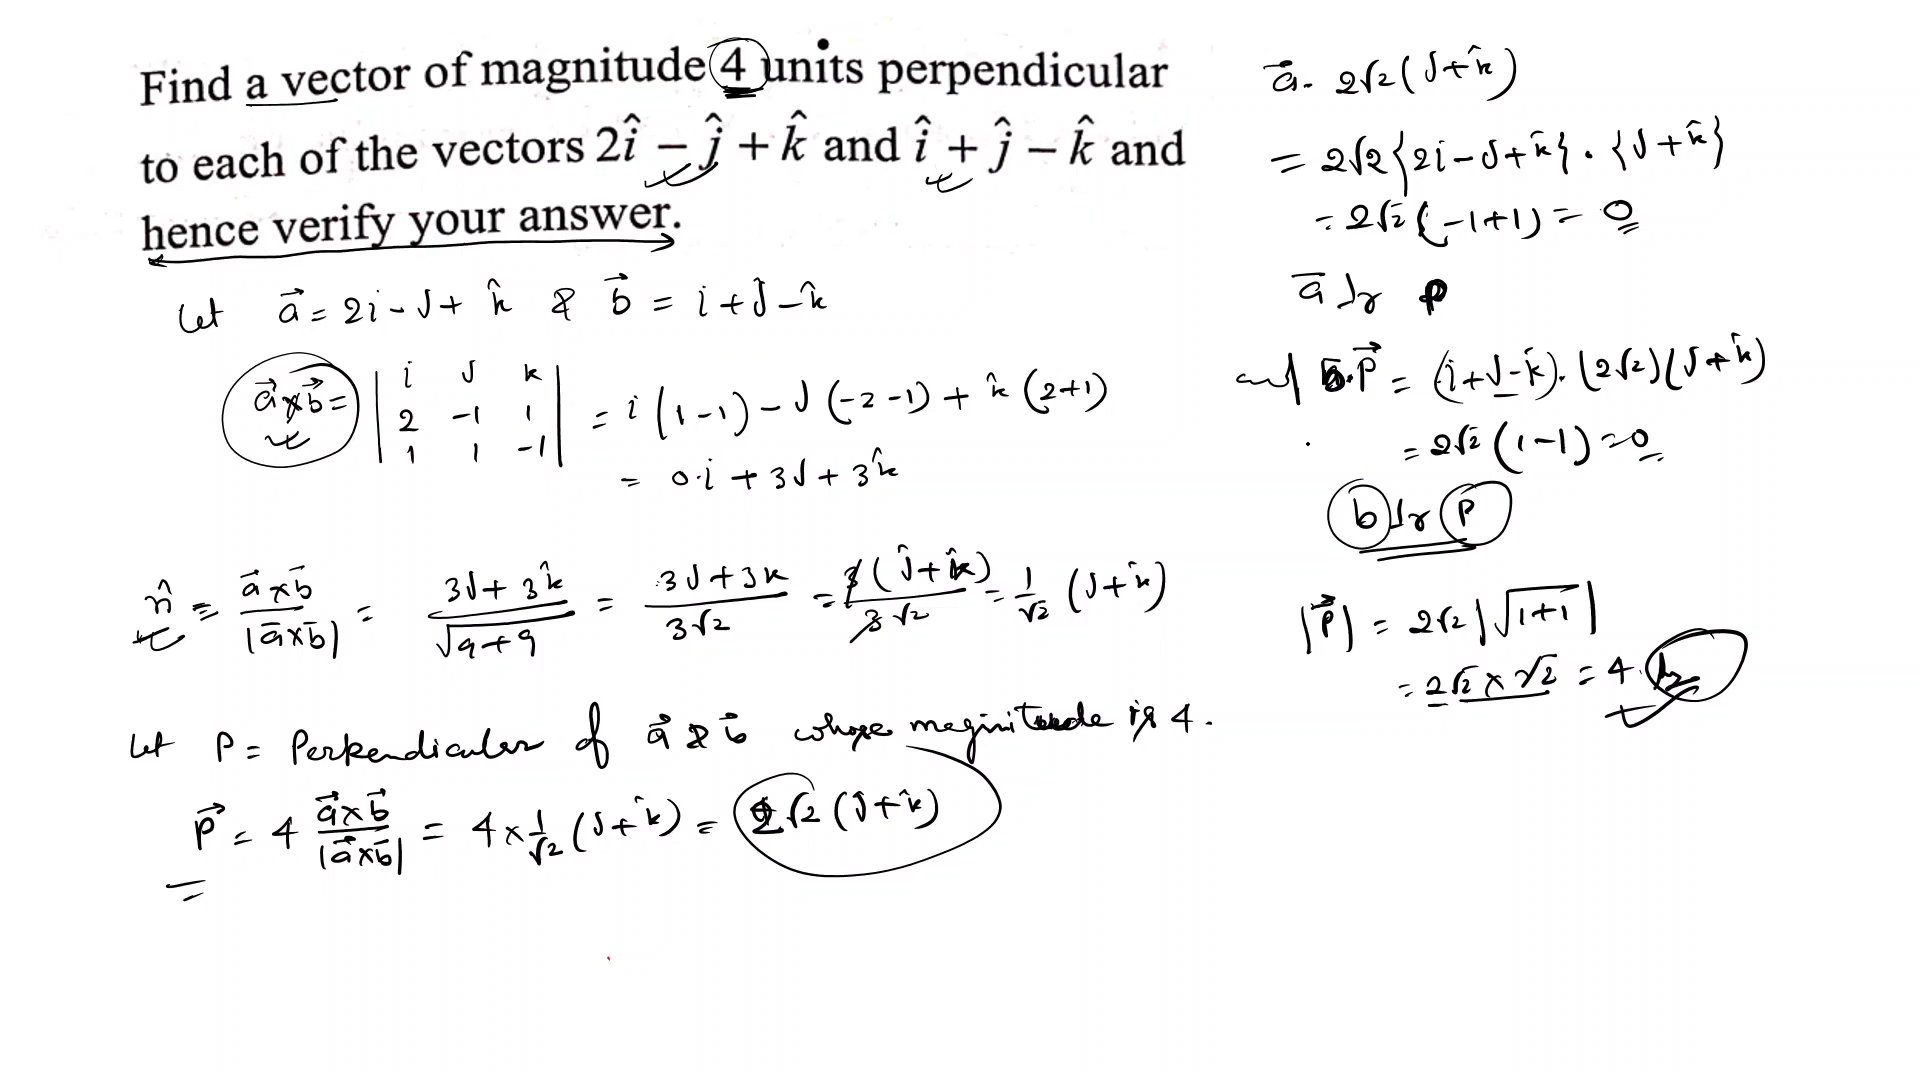 Find a vector of magnitude 4 units perpendicular
to each of the vectors 2î − ĵ + k̂ and î + ĵ − k̂ and
hence verify your answer.
Let a⃗ = 2i - J + k̂ & b⃗ = i + Ĵ - k̂
a⃗ x b⃗ = | i J k |
| 2 -1 1 | = i (1-1) - J (-2-1) + k̂ (2+1)
| 1 1 -1 |
= 0.i + 3J + 3k̂
n̂ = a⃗ x b⃗ / |a⃗ x b⃗| = 3J + 3k̂ / √9+9 = 3J + 3k / 3√2 = 3(Ĵ + k̂) / 3√2 = 1/√2 (J + k̂)
Let P = Perkendicular of a⃗ & b⃗ whose meginitude is 4.
P⃗ = 4 a⃗ x b⃗ / |a⃗ x b⃗| = 4 x 1/√2 (J + k̂) = 2√2 (Ĵ + k̂)
a⃗. 2√2 (J + k̂)
= 2√2 {2i - J + k̂} . {J + k̂}
= 2√2 (-1+1) = 0
a⃗ ⊥r P
and b.P⃗ = (i + J - k̂). (2√2)(J + k̂)
= 2√2 (1-1) = 0
b ⊥r P
|P⃗| = 2√2 |√1+1|
= 2√2 x √2 = 4.